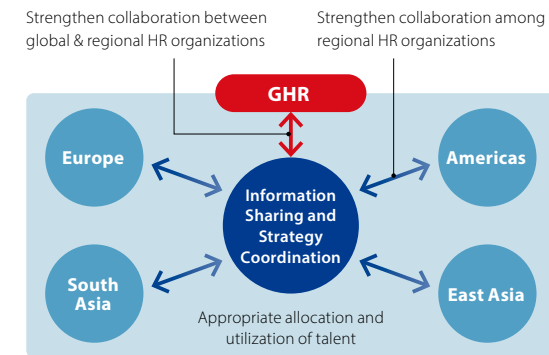 Strengthen collaboration between
global & regional HR organizations
Strengthen collaboration among
regional HR organizations
GHR
Europe
Americas
Information
Sharing and
Strategy
Coordination
South
Asia
East Asia
Appropriate allocation and
utilization of talent